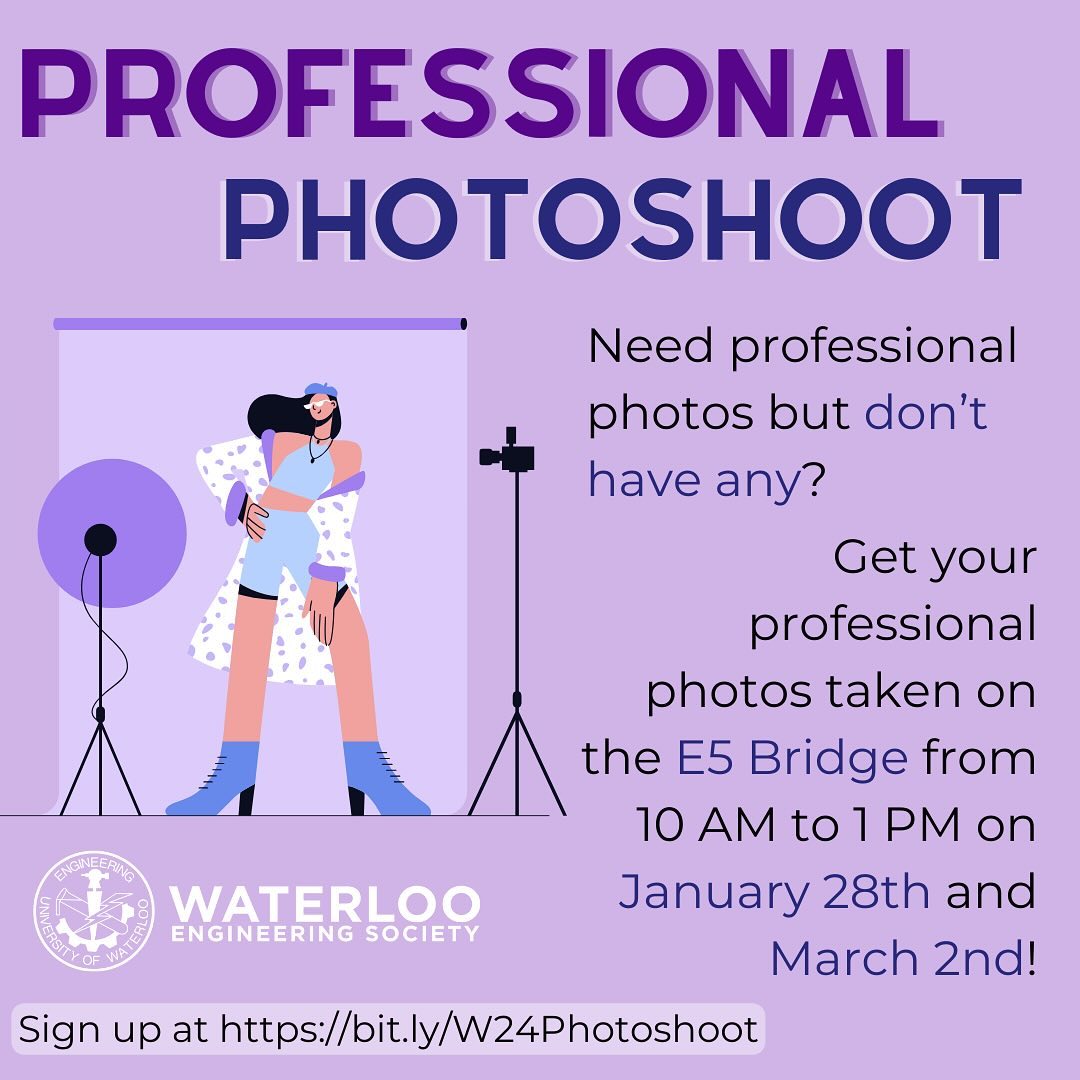 PROFESSIONAL
PHOTOSHOOT
Need professional
photos but don’t
have any?
Get your
professional
photos taken on
the E5 Bridge from
10 AM to 1 PM on
January 28th and
March 2nd!
ENGINEERING
UNIVERSITY OF WATERLOO
WATERLOO
ENGINEERING SOCIETY
Sign up at https://bit.ly/W24Photoshoot